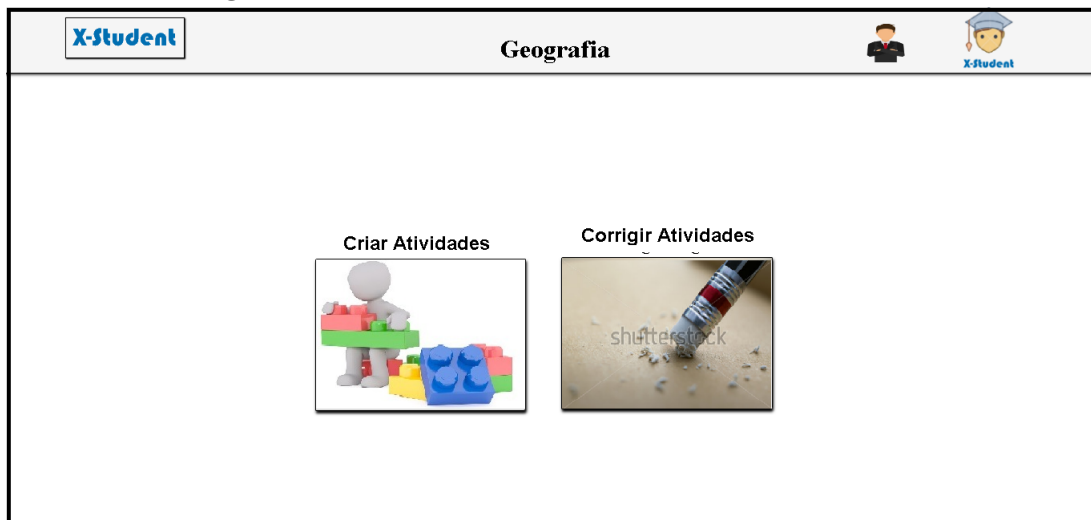 X-Student
Geografia
X-Student
Criar Atividades
Corrigir Atividades
shutterstock